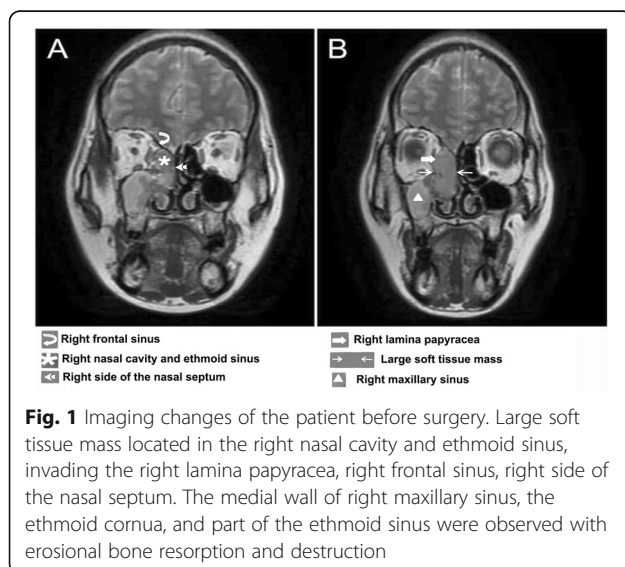 A
B
Right frontal sinus
Right nasal cavity and ethmoid sinus
Right side of the nasal septum
Right lamina papyracea
Large soft tissue mass
Right maxillary sinus
Fig. 1 Imaging changes of the patient before surgery. Large soft
tissue mass located in the right nasal cavity and ethmoid sinus,
invading the right lamina papyracea, right frontal sinus, right side of
the nasal septum. The medial wall of right maxillary sinus, the
ethmoid cornua, and part of the ethmoid sinus were observed with
erosional bone resorption and destruction